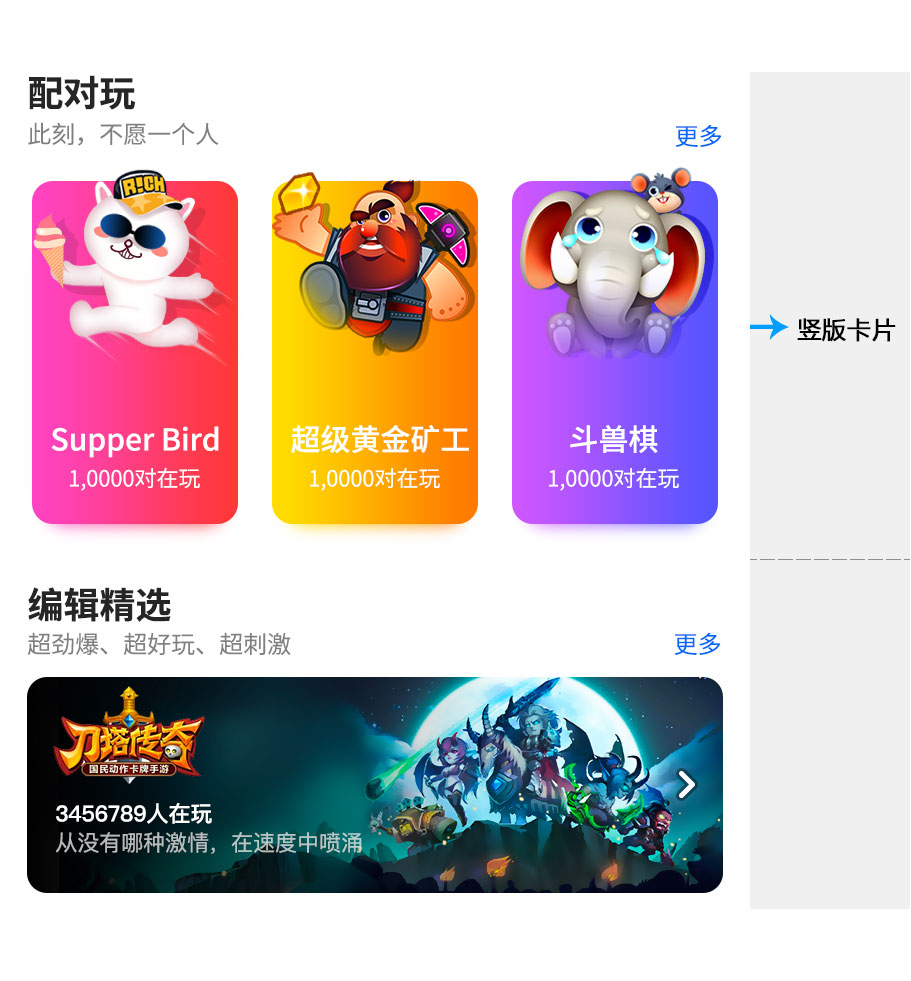 配对玩
此刻，不愿一个人
更多
R!CH
Supper Bird
1,0000对在玩
超级黄金矿工
1,0000对在玩
斗兽棋
1,0000对在玩
竖版卡片
编辑精选
超劲爆、超好玩、超刺激
更多
刀塔传奇
国民动作卡牌手游
3456789人在玩
从没有哪种激情，在速度中喷涌